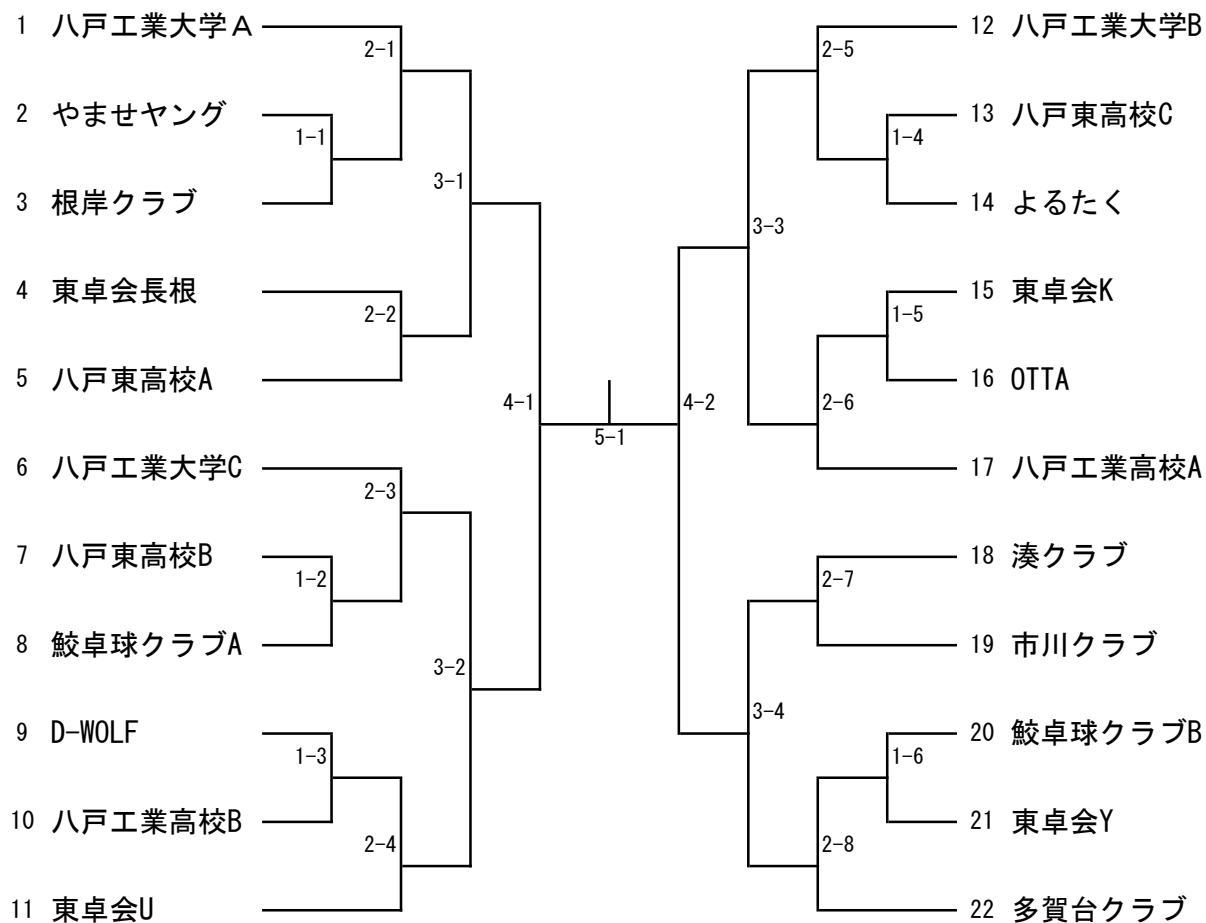 1 八戸工業大学Ａ
2-1
2 やませヤング
1-1
3 根岸クラブ
3-1
4 東卓会長根
2-2
5 八戸東高校A
4-1
6 八戸工業大学C
2-3
7 八戸東高校B
1-2
8 鮫卓球クラブA
3-2
9 D-WOLF
1-3
10 八戸工業高校B
2-4
11 東卓会U
5-1
12 八戸工業大学B
2-5
13 八戸東高校C
1-4
14 よるたく
3-3
15 東卓会K
1-5
16 OTTA
4-2
2-6
17 八戸工業高校A
18 湊クラブ
2-7
19 市川クラブ
3-4
20 鮫卓球クラブB
1-6
21 東卓会Y
2-8
22 多賀台クラブ